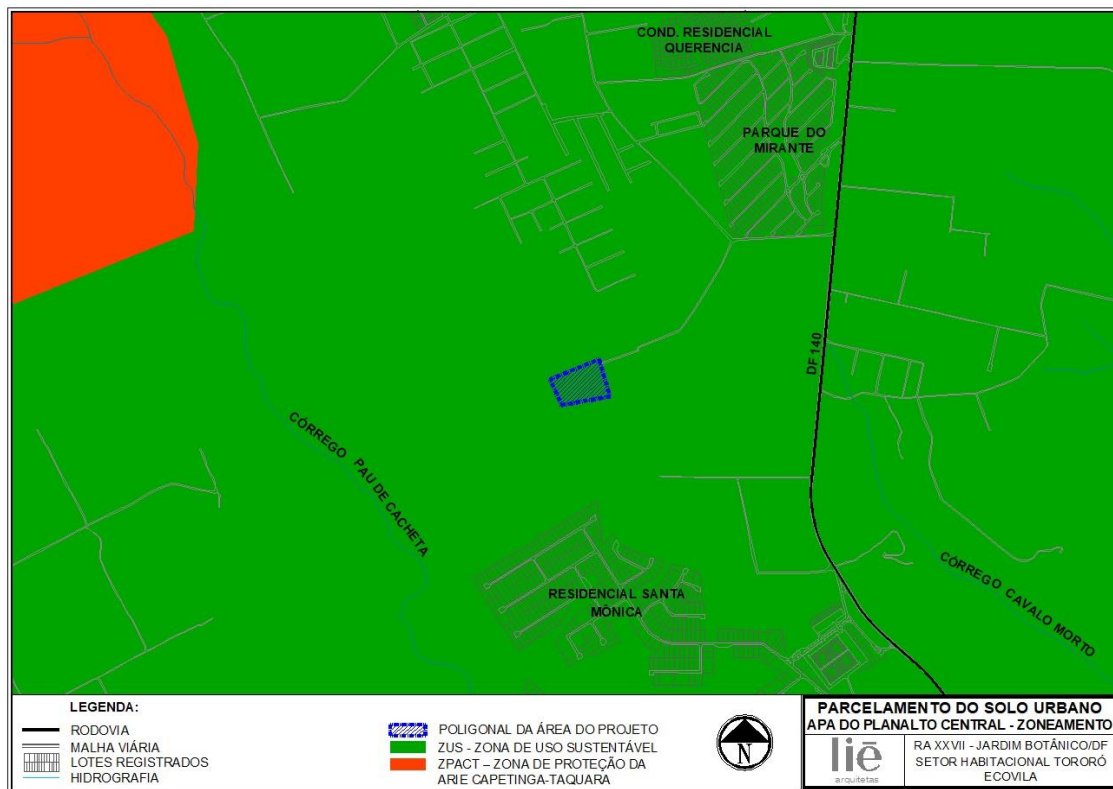 COND. RESIDENCIAL
QUERENCIA
PARQUE DO
MIRANTE
DF 140
CÓRREGO PAU DE CACHETA
RESIDENCIAL SANTA
MÔNICA
CÓRREGO CAVALO MORTO
LEGENDA:
RODOVIA
MALHA VIÁRIA
LOTES REGISTRADOS
HIDROGRAFIA
POLIGONAL DA ÁREA DO PROJETO
ZUS - ZONA DE USO SUSTENTÁVEL
ZPACT – ZONA DE PROTEÇÃO DA
ARIE CAPETINGA-TAQUARA
N
PARCELAMENTO DO SOLO URBANO
APA DO PLANALTO CENTRAL - ZONEAMENTO
liē
arquitetas
RA XXVII - JARDIM BOTÂNICO/DF
SETOR HABITACIONAL TORORÓ
ECOVILA